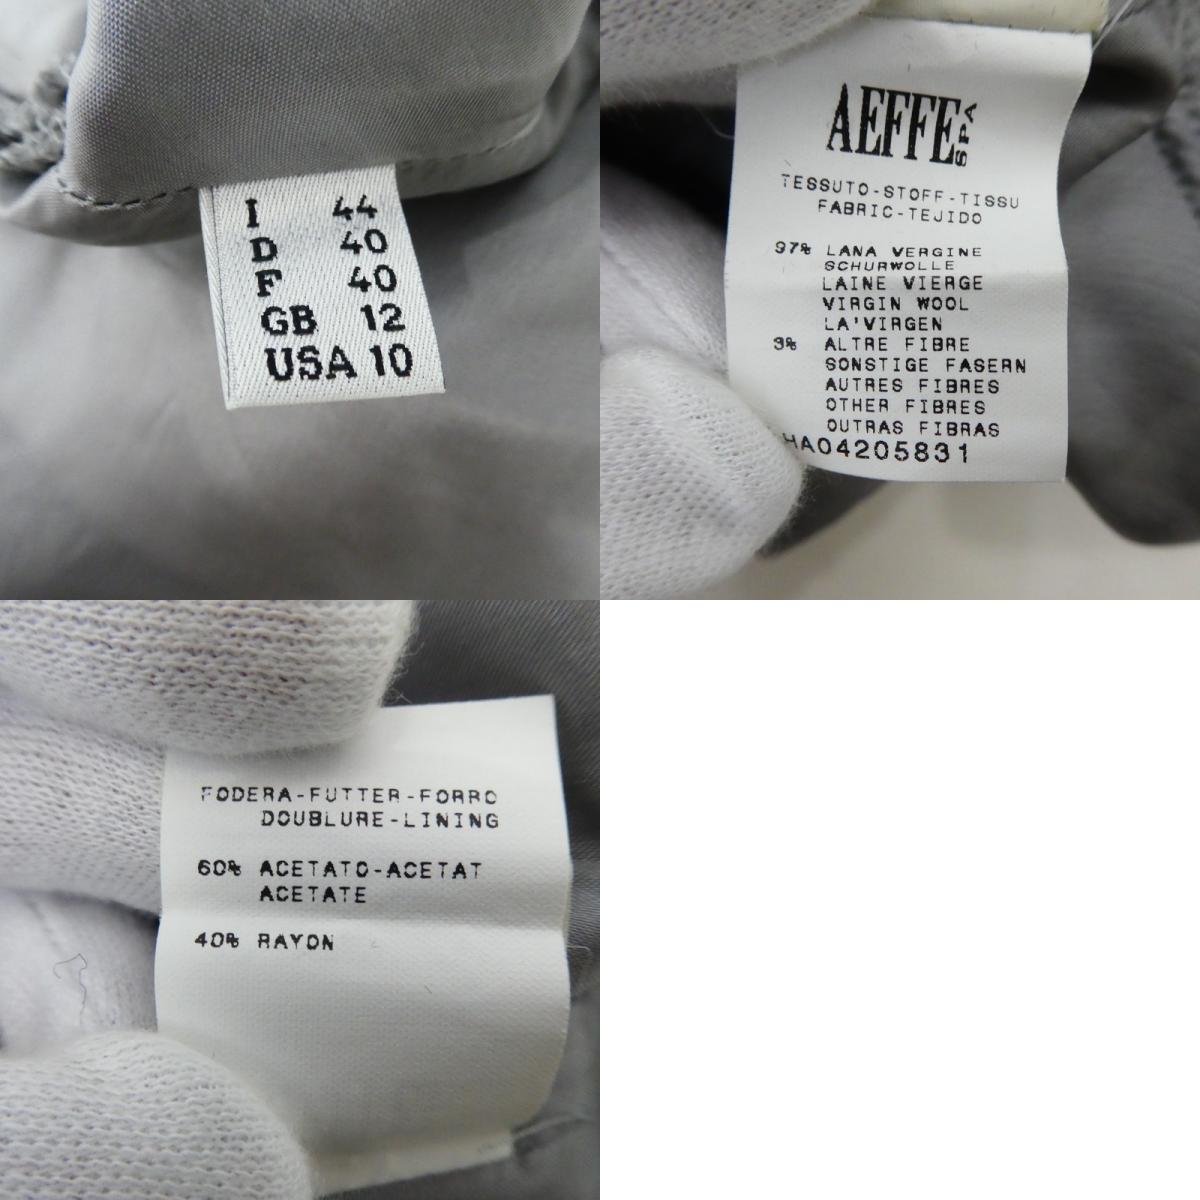 I 44
D 40
F 40
GB 12
USA 10
AEFFE SPA
TESSUTO-STOFF-TISSU
FABRIC-TEJIDO
97% LANA VERGINE
SCHURWOLLE
LAINE VIERGE
VIRGIN WOOL
LA'VIRGEN
3% ALTRE FIBRE
SONSTIGE FASERN
AUTRES FIBRES
OTHER FIBRES
OUTRAS FIBRAS
HA04205831
FODERA-FUTTER-FORRO
DOUBLURE-LINING
60% ACETATO-ACETAT
ACETATE
40% RAYON